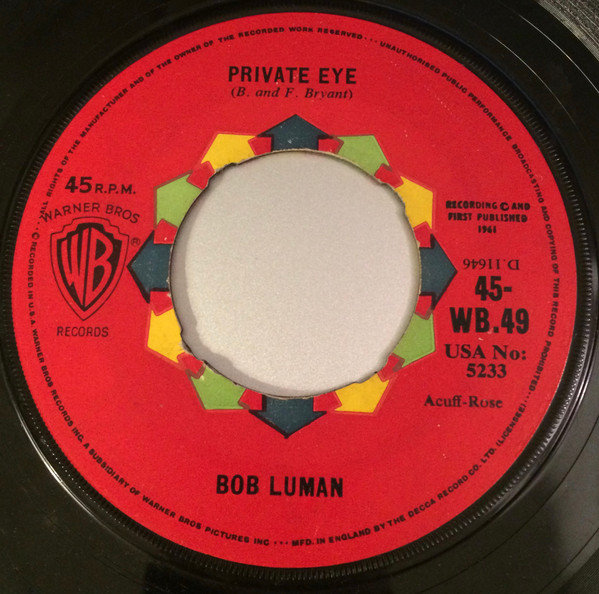 PRIVATE EYE
(B. and F. Bryant)
45 R.P.M.
WARNER BROS
WB
®
RECORDS
RECORDING © AND
FIRST PUBLISHED
1961
D.11646
45-
WB.49
USA No:
5233
Acuff-Rose
BOB LUMAN
ALL RIGHTS OF THE MANUFACTURER AND OF THE OWNER OF THE RECORDED WORK RESERVED... UNAUTHORISED PUBLIC PERFORMANCE BROADCASTING AND COPYING OF THIS RECORD PROHIBITED...
© RECORDED IN U.S.A. WARNER BROS RECORDS INC. A SUBSIDIARY OF WARNER BROS PICTURES INC ... MFD. IN ENGLAND BY THE DECCA RECORD CO. LTD. (LICENSEE)